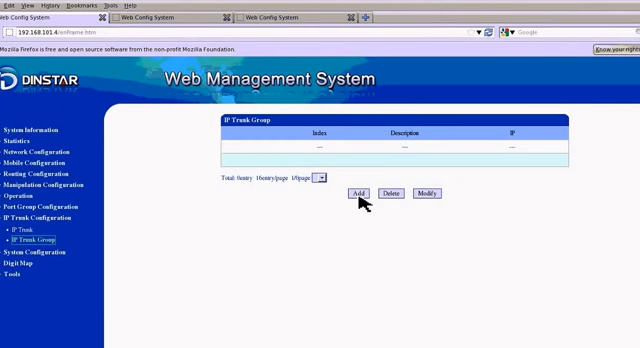 Edit View History Bookmarks Tools Help
Web Config System Web Config System Web Config System
192.168.101.4/enFrame.htm Google
Mozilla Firefox is free and open source software from the non-profit Mozilla Foundation. Know your rights
DINSTAR Web Management System
System Information
Statistics
Network Configuration
Mobile Configuration
Routing Configuration
Manipulation Configuration
Operation
Port Group Configuration
IP Trunk Configuration
IP Trunk
IP Trunk Group
System Configuration
Digit Map
Tools
IP Trunk Group
Index Description IP
--- --- ---
Total: 0entry 16entry/page 1/0page
Add Delete Modify